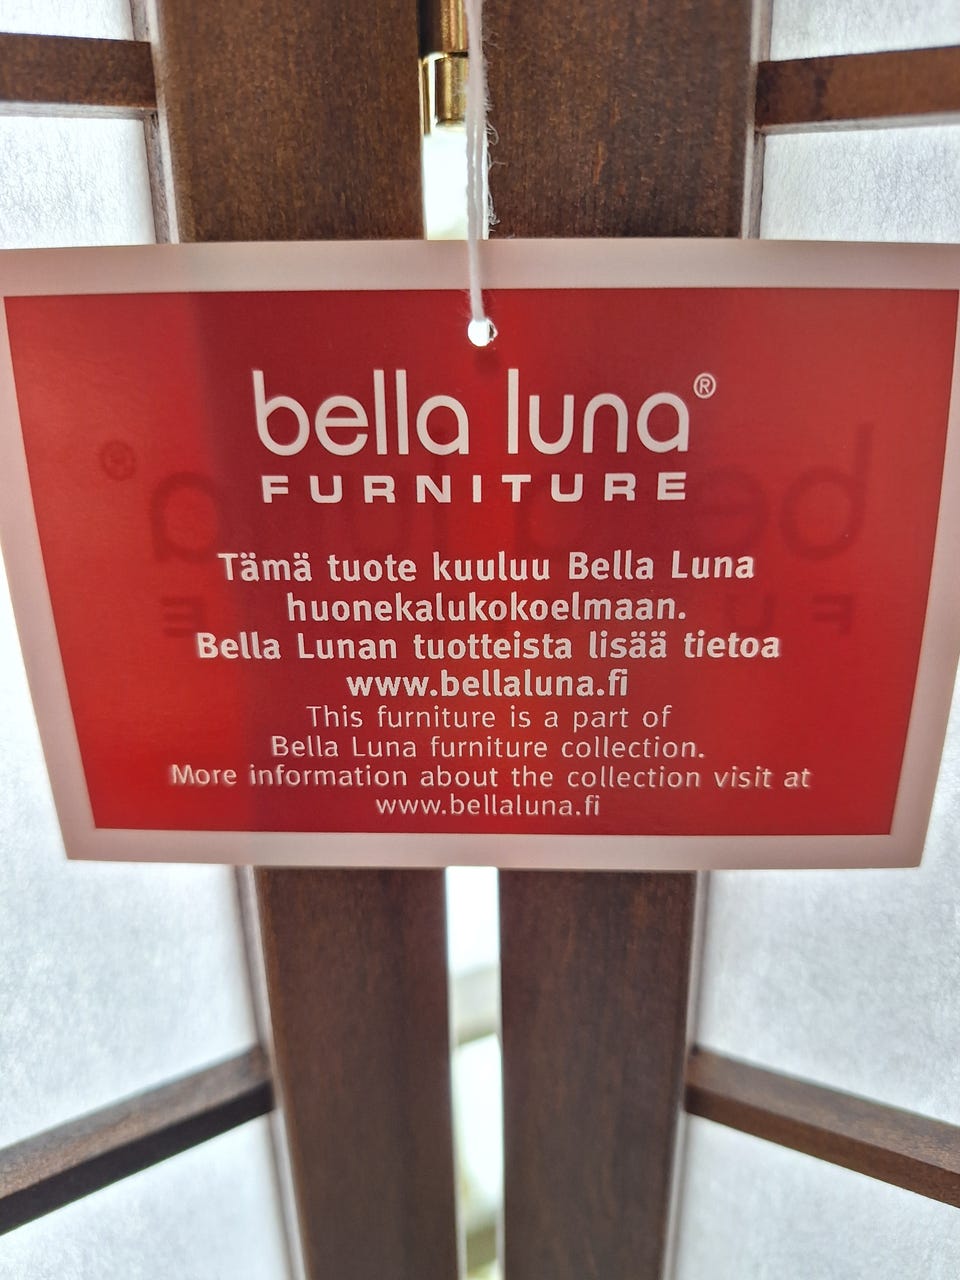 bella luna®
FURNITURE
Tämä tuote kuuluu Bella Luna
huonekalukokoelmaan.
Bella Lunan tuotteista lisää tietoa
www.bellaluna.fi
This furniture is a part of
Bella Luna furniture collection.
More information about the collection visit at
www.bellaluna.fi